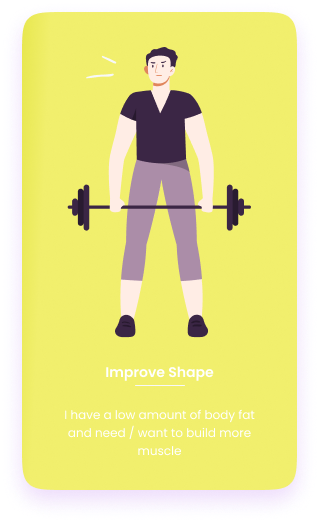 Improve Shape
I have a low amount of body fat
and need / want to build more
muscle